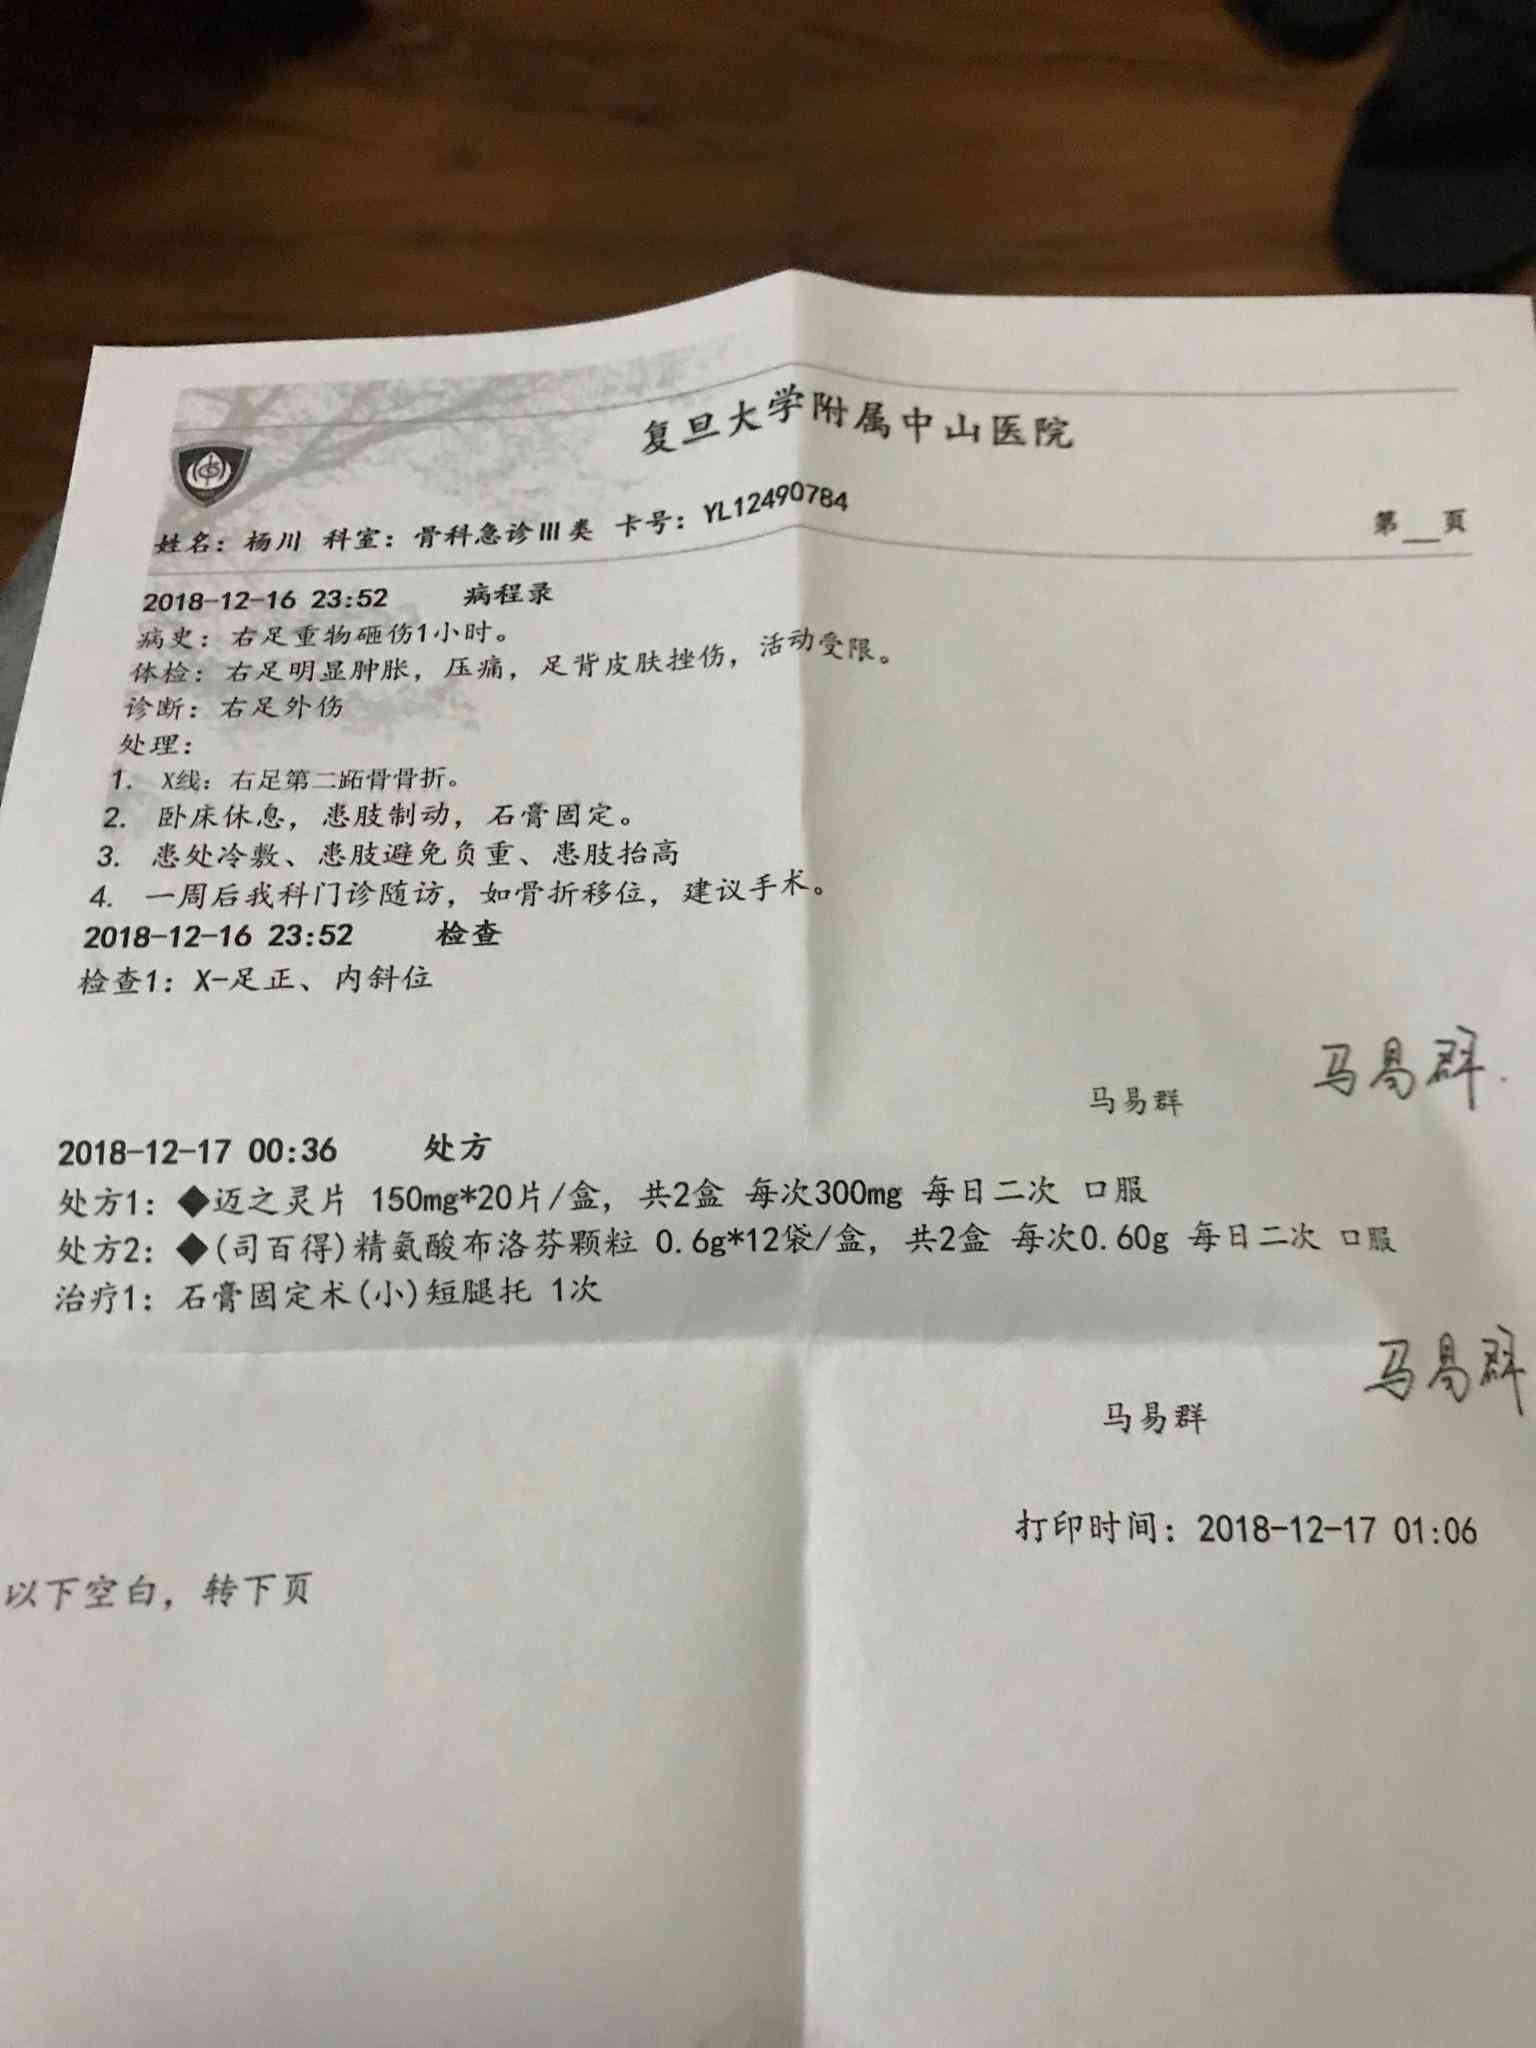 复旦大学附属中山医院
姓名：杨川 科室：骨科急诊III类 卡号：YL12490784 第__頁
2018-12-16 23:52 病程录
病史：右足重物砸伤1小时。
体检：右足明显肿胀，压痛，足背皮肤挫伤，活动受限。
诊断：右足外伤
处理：
1. X线：右足第二跖骨骨折。
2. 卧床休息，患肢制动，石膏固定。
3. 患处冷敷、患肢避免负重、患肢抬高
4. 一周后我科门诊随访，如骨折移位，建议手术。
2018-12-16 23:52 检查
检查1：X-足正、内斜位
马易群 马易群
2018-12-17 00:36 处方
处方1：◆迈之灵片 150mg*20片/盒，共2盒 每次300mg 每日二次 口服
处方2：◆(司百得)精氨酸布洛芬颗粒 0.6g*12袋/盒，共2盒 每次0.60g 每日二次 口服
治疗1：石膏固定术(小)短腿托 1次
马易群 马易群
打印时间：2018-12-17 01:06
以下空白，转下页